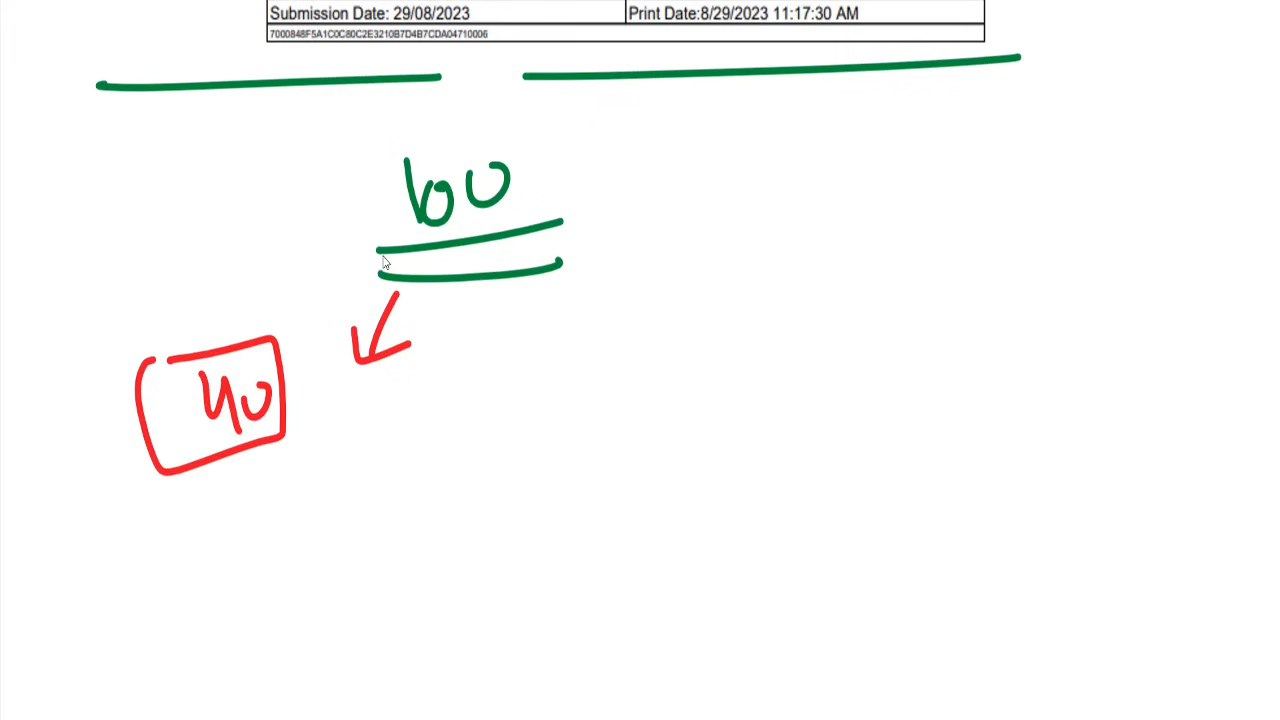 Submission Date: 29/08/2023 Print Date:8/29/2023 11:17:30 AM
7000848F5A1C0C80C2E3210B7D4B7CDA04710006
60
40